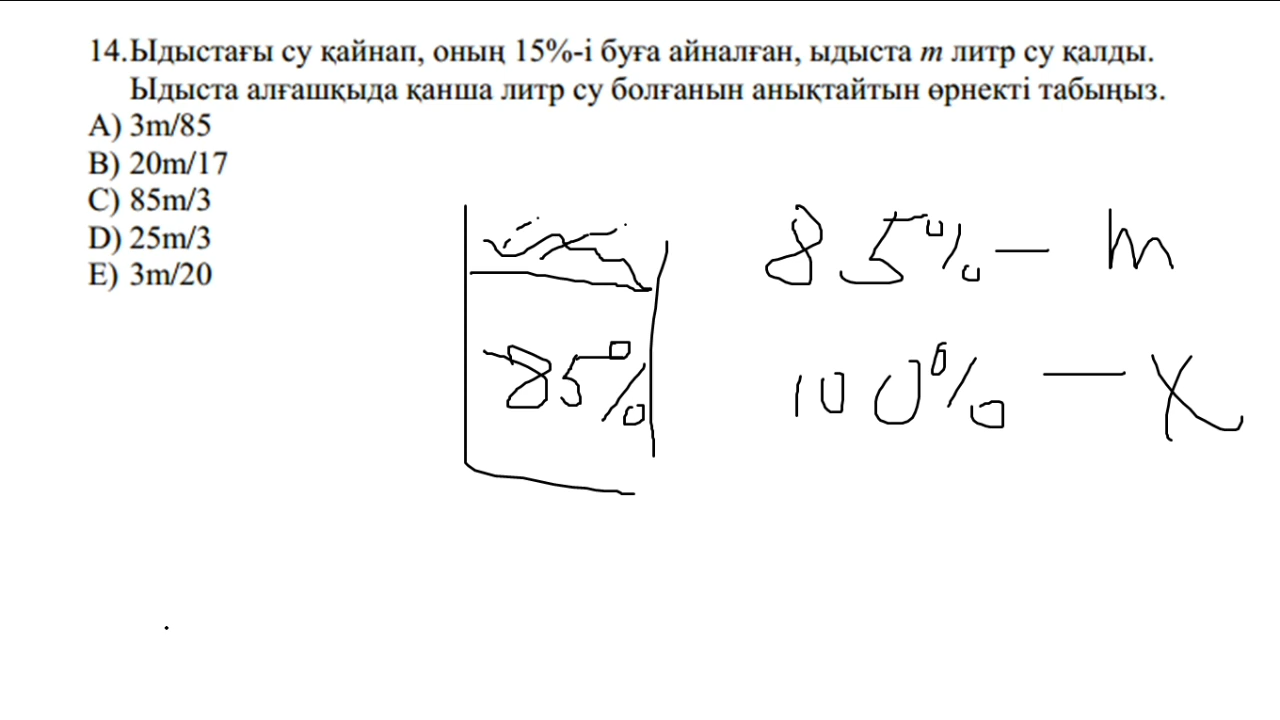 14.Ыдыстағы су қайнап, оның 15%-і буға айналған, ыдыста m литр су қалды.
Ыдыста алғашқыда қанша литр су болғанын анықтайтын өрнекті табыңыз.
A) 3m/85
B) 20m/17
C) 85m/3
D) 25m/3
E) 3m/20
85%
85% — m
100% — x